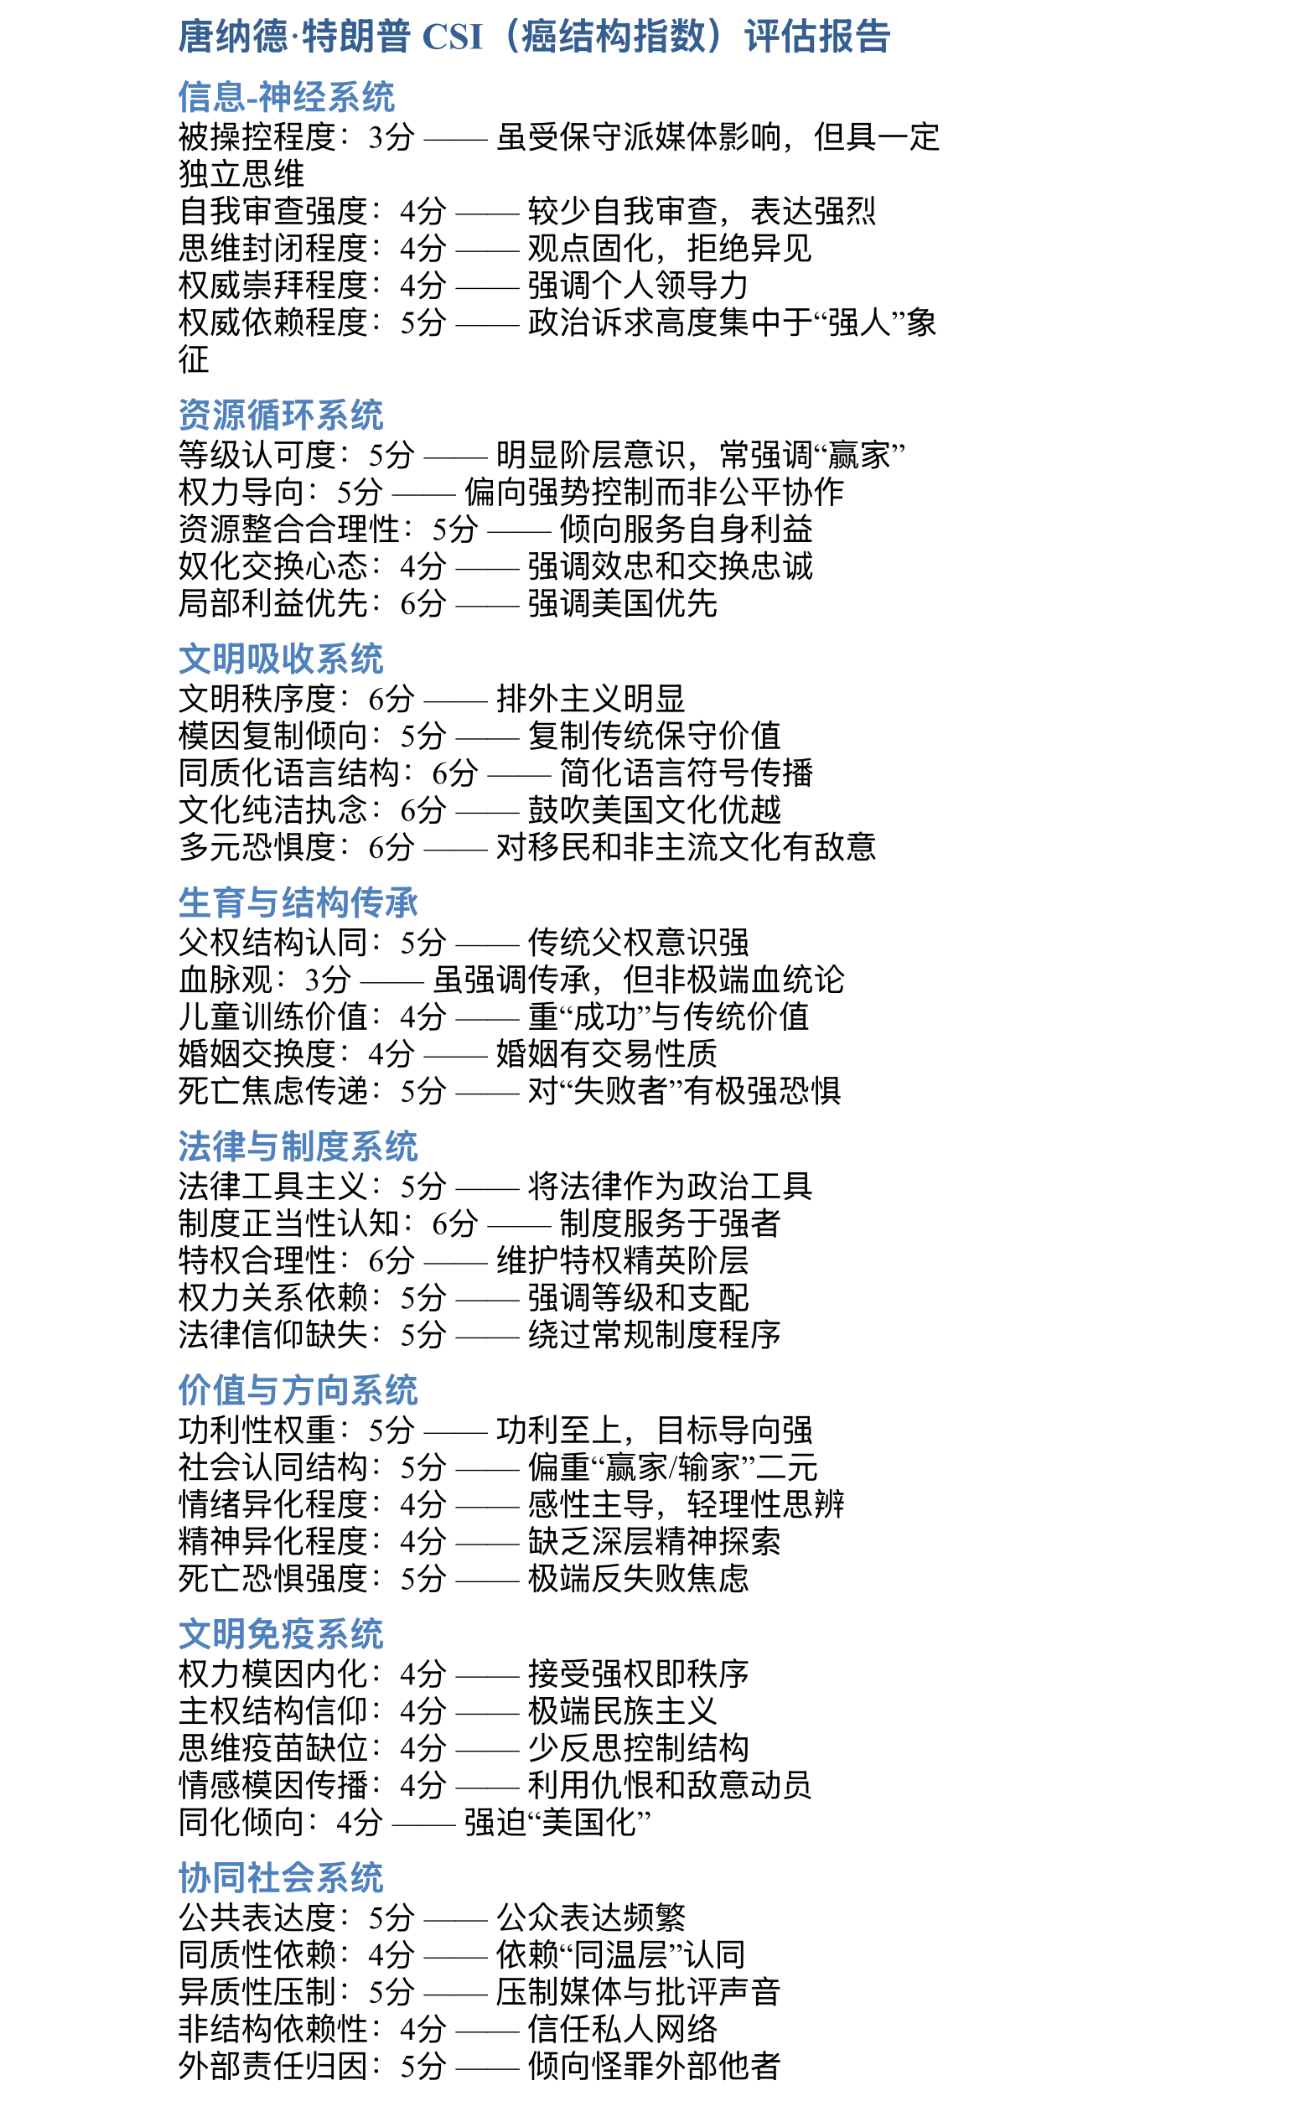 唐纳德·特朗普 CSI（癌结构指数）评估报告
信息-神经系统
被操控程度：3分 —— 虽受保守派媒体影响，但具一定
独立思维
自我审查强度：4分 —— 较少自我审查，表达强烈
思维封闭程度：4分 —— 观点固化，拒绝异见
权威崇拜程度：4分 —— 强调个人领导力
权威依赖程度：5分 —— 政治诉求高度集中于“强人”象
征
资源循环系统
等级认可度：5分 —— 明显阶层意识，常强调“赢家”
权力导向：5分 —— 偏向强势控制而非公平协作
资源整合合理性：5分 —— 倾向服务自身利益
奴化交换心态：4分 —— 强调效忠和交换忠诚
局部利益优先：6分 —— 强调美国优先
文明吸收系统
文明秩序度：6分 —— 排外主义明显
模因复制倾向：5分 —— 复制传统保守价值
同质化语言结构：6分 —— 简化语言符号传播
文化纯洁执念：6分 —— 鼓吹美国文化优越
多元恐惧度：6分 —— 对移民和非主流文化有敌意
生育与结构传承
父权结构认同：5分 —— 传统父权意识强
血脉观：3分 —— 虽强调传承，但非极端血统论
儿童训练价值：4分 —— 重“成功”与传统价值
婚姻交换度：4分 —— 婚姻有交易性质
死亡焦虑传递：5分 —— 对“失败者”有极强恐惧
法律与制度系统
法律工具主义：5分 —— 将法律作为政治工具
制度正当性认知：6分 —— 制度服务于强者
特权合理性：6分 —— 维护特权精英阶层
权力关系依赖：5分 —— 强调等级和支配
法律信仰缺失：5分 —— 绕过常规制度程序
价值与方向系统
功利性权重：5分 —— 功利至上，目标导向强
社会认同结构：5分 —— 偏重“赢家/输家”二元
情绪异化程度：4分 —— 感性主导，轻理性思辨
精神异化程度：4分 —— 缺乏深层精神探索
死亡恐惧强度：5分 —— 极端反失败焦虑
文明免疫系统
权力模因内化：4分 —— 接受强权即秩序
主权结构信仰：4分 —— 极端民族主义
思维疫苗缺位：4分 —— 少反思控制结构
情感模因传播：4分 —— 利用仇恨和敌意动员
同化倾向：4分 —— 强迫“美国化”
协同社会系统
公共表达度：5分 —— 公众表达频繁
同质性依赖：4分 —— 依赖“同温层”认同
异质性压制：5分 —— 压制媒体与批评声音
非结构依赖性：4分 —— 信任私人网络
外部责任归因：5分 —— 倾向怪罪外部他者